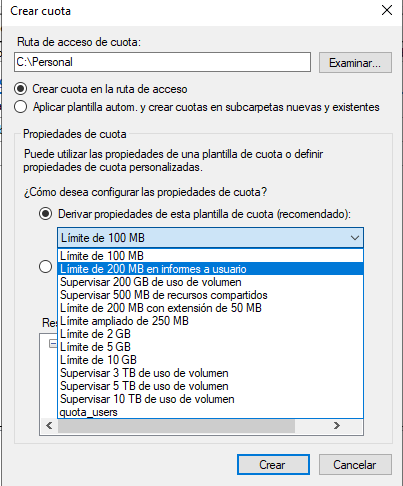 Crear cuota
Ruta de acceso de cuota:
C:\Personal
Examinar...
Crear cuota en la ruta de acceso
Aplicar plantilla autom. y crear cuotas en subcarpetas nuevas y existentes
Propiedades de cuota
Puede utilizar las propiedades de una plantilla de cuota o definir
propiedades de cuota personalizadas.
¿Cómo desea configurar las propiedades de cuota?
Derivar propiedades de esta plantilla de cuota (recomendado):
Límite de 100 MB
Límite de 100 MB
Límite de 200 MB en informes a usuario
Supervisar 200 GB de uso de volumen
Supervisar 500 MB de recursos compartidos
Límite de 200 MB con extensión de 50 MB
Límite ampliado de 250 MB
Límite de 2 GB
Límite de 5 GB
Límite de 10 GB
Supervisar 3 TB de uso de volumen
Supervisar 5 TB de uso de volumen
Supervisar 10 TB de uso de volumen
quota_users
Crear
Cancelar